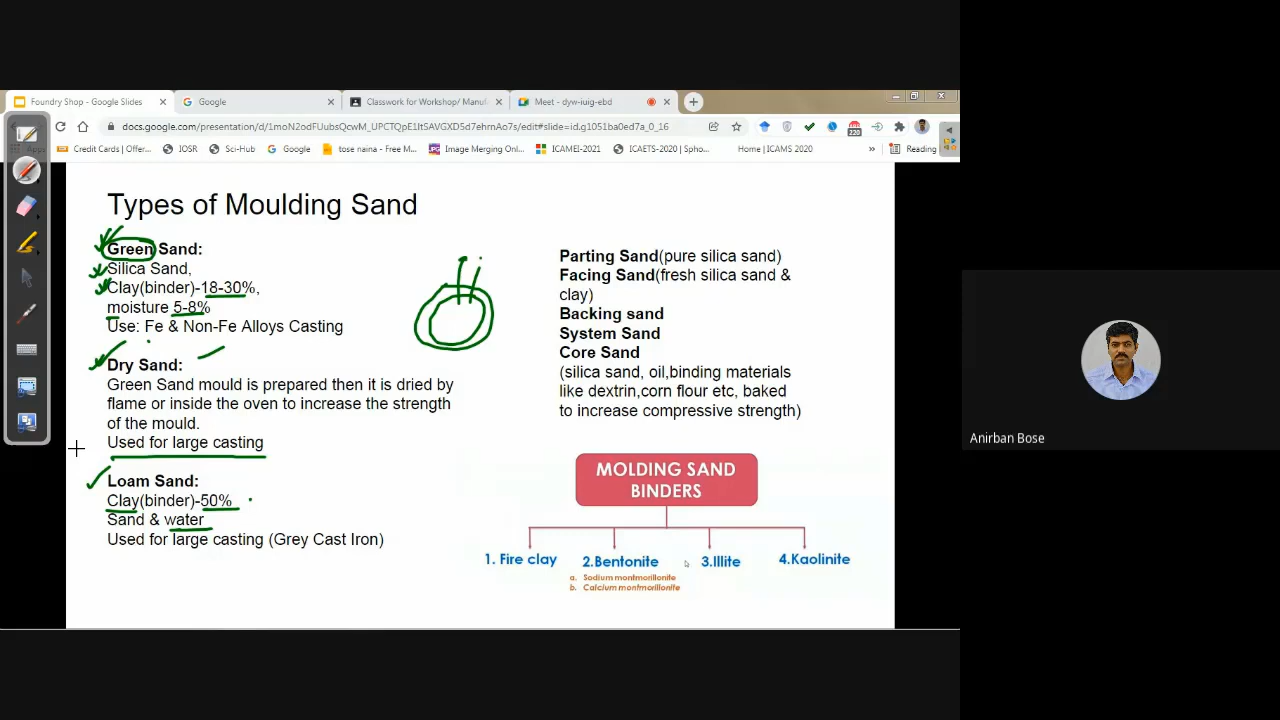 Foundry Shop - Google Slides
Google
Classwork for Workshop/ Manuf
Meet - dyw-iuig-ebd
docs.google.com/presentation/d/
Credit Cards | Offer...
IOSR
Sci-Hub
Google
tose naina - Free M...
Image Merging Onl...
ICAMEI-2021
ICAETS-2020 | Spho...
Home | ICAMS 2020
»
Reading
220
Types of Moulding Sand
Green Sand:
Silica Sand,
Clay(binder)-18-30%,
moisture 5-8%
Use: Fe & Non-Fe Alloys Casting
Dry Sand:
Green Sand mould is prepared then it is dried by
flame or inside the oven to increase the strength
of the mould.
Used for large casting
Loam Sand:
Clay(binder)-50%
Sand & water
Used for large casting (Grey Cast Iron)
Parting Sand(pure silica sand)
Facing Sand(fresh silica sand &
clay)
Backing sand
System Sand
Core Sand
(silica sand, oil,binding materials
like dextrin,corn flour etc, baked
to increase compressive strength)
MOLDING SAND
BINDERS
1. Fire clay
2.Bentonite
3.Illite
4.Kaolinite
a. Sodium montmorillonite
b. Calcium montmorillonite
Anirban Bose